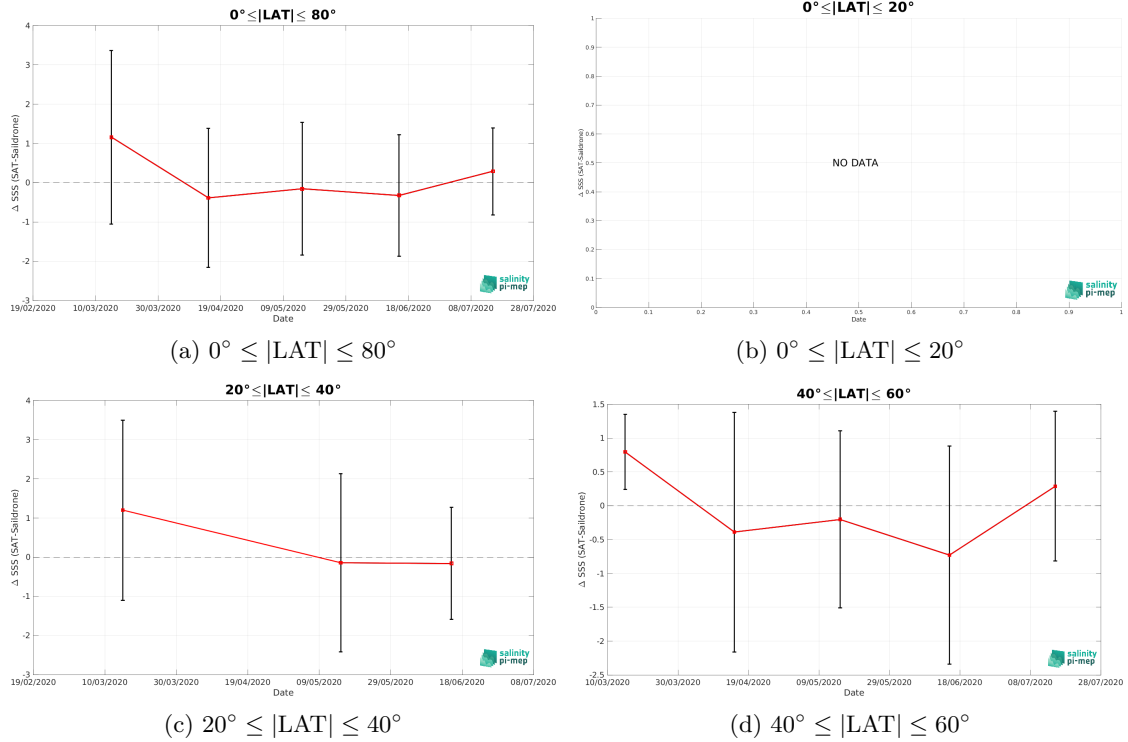 0°≤|LAT|≤ 80°
4
3
2
1
0
-1
-2
-3
Δ SSS (SAT-Saildrone)
19/02/2020 10/03/2020 30/03/2020 19/04/2020 09/05/2020 29/05/2020 18/06/2020 08/07/2020 28/07/2020
Date
salinity
pi-mep
(a) 0° ≤ |LAT| ≤ 80°
0°≤|LAT|≤ 20°
1
0.9
0.8
0.7
0.6
0.5
0.4
0.3
0.2
0.1
0
Δ SSS (SAT-Saildrone)
NO DATA
0 0.1 0.2 0.3 0.4 0.5 0.6 0.7 0.8 0.9 1
Date
salinity
pi-mep
(b) 0° ≤ |LAT| ≤ 20°
20°≤|LAT|≤ 40°
4
3
2
1
0
-1
-2
-3
Δ SSS (SAT-Saildrone)
19/02/2020 10/03/2020 30/03/2020 19/04/2020 09/05/2020 29/05/2020 18/06/2020 08/07/2020
Date
salinity
pi-mep
(c) 20° ≤ |LAT| ≤ 40°
40°≤|LAT|≤ 60°
1.5
1
0.5
0
-0.5
-1
-1.5
-2
-2.5
Δ SSS (SAT-Saildrone)
10/03/2020 30/03/2020 19/04/2020 09/05/2020 29/05/2020 18/06/2020 08/07/2020 28/07/2020
Date
salinity
pi-mep
(d) 40° ≤ |LAT| ≤ 60°